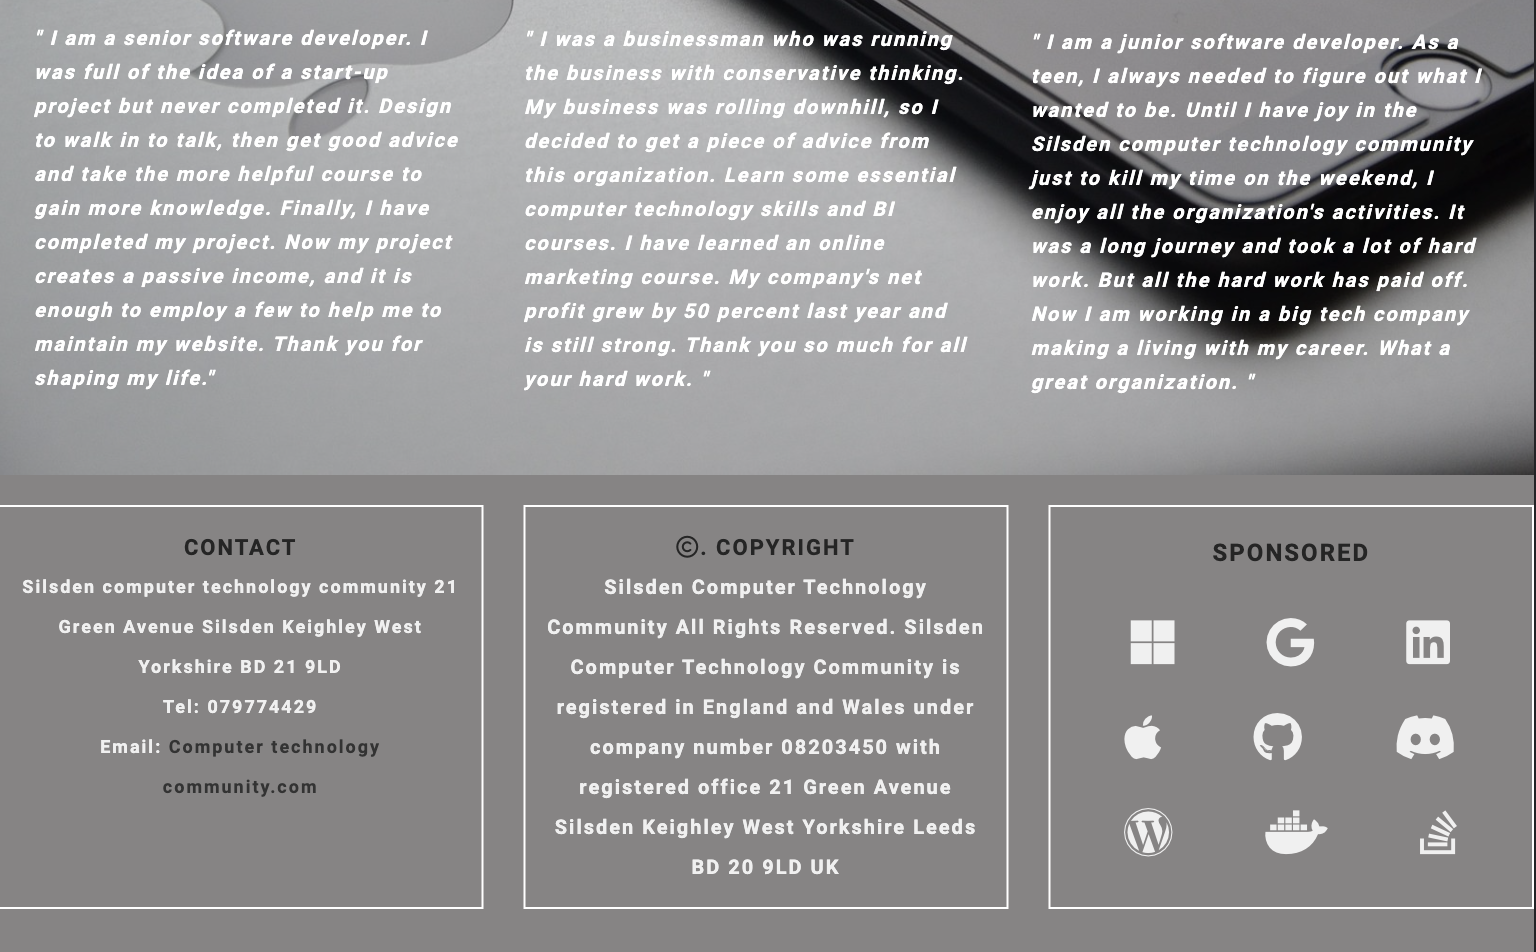 " I am a senior software developer. I
was full of the idea of a start-up
project but never completed it. Design
to walk in to talk, then get good advice
and take the more helpful course to
gain more knowledge. Finally, I have
completed my project. Now my project
creates a passive income, and it is
enough to employ a few to help me to
maintain my website. Thank you for
shaping my life."
" I was a businessman who was running
the business with conservative thinking.
My business was rolling downhill, so I
decided to get a piece of advice from
this organization. Learn some essential
computer technology skills and BI
courses. I have learned an online
marketing course. My company's net
profit grew by 50 percent last year and
is still strong. Thank you so much for all
your hard work. "
" I am a junior software developer. As a
teen, I always needed to figure out what I
wanted to be. Until I have joy in the
Silsden computer technology community
just to kill my time on the weekend, I
enjoy all the organization's activities. It
was a long journey and took a lot of hard
work. But all the hard work has paid off.
Now I am working in a big tech company
making a living with my career. What a
great organization. "
CONTACT
Silsden computer technology community 21
Green Avenue Silsden Keighley West
Yorkshire BD 21 9LD
Tel: 079774429
Email: Computer technology
community.com
©. COPYRIGHT
Silsden Computer Technology
Community All Rights Reserved. Silsden
Computer Technology Community is
registered in England and Wales under
company number 08203450 with
registered office 21 Green Avenue
Silsden Keighley West Yorkshire Leeds
BD 20 9LD UK
SPONSORED